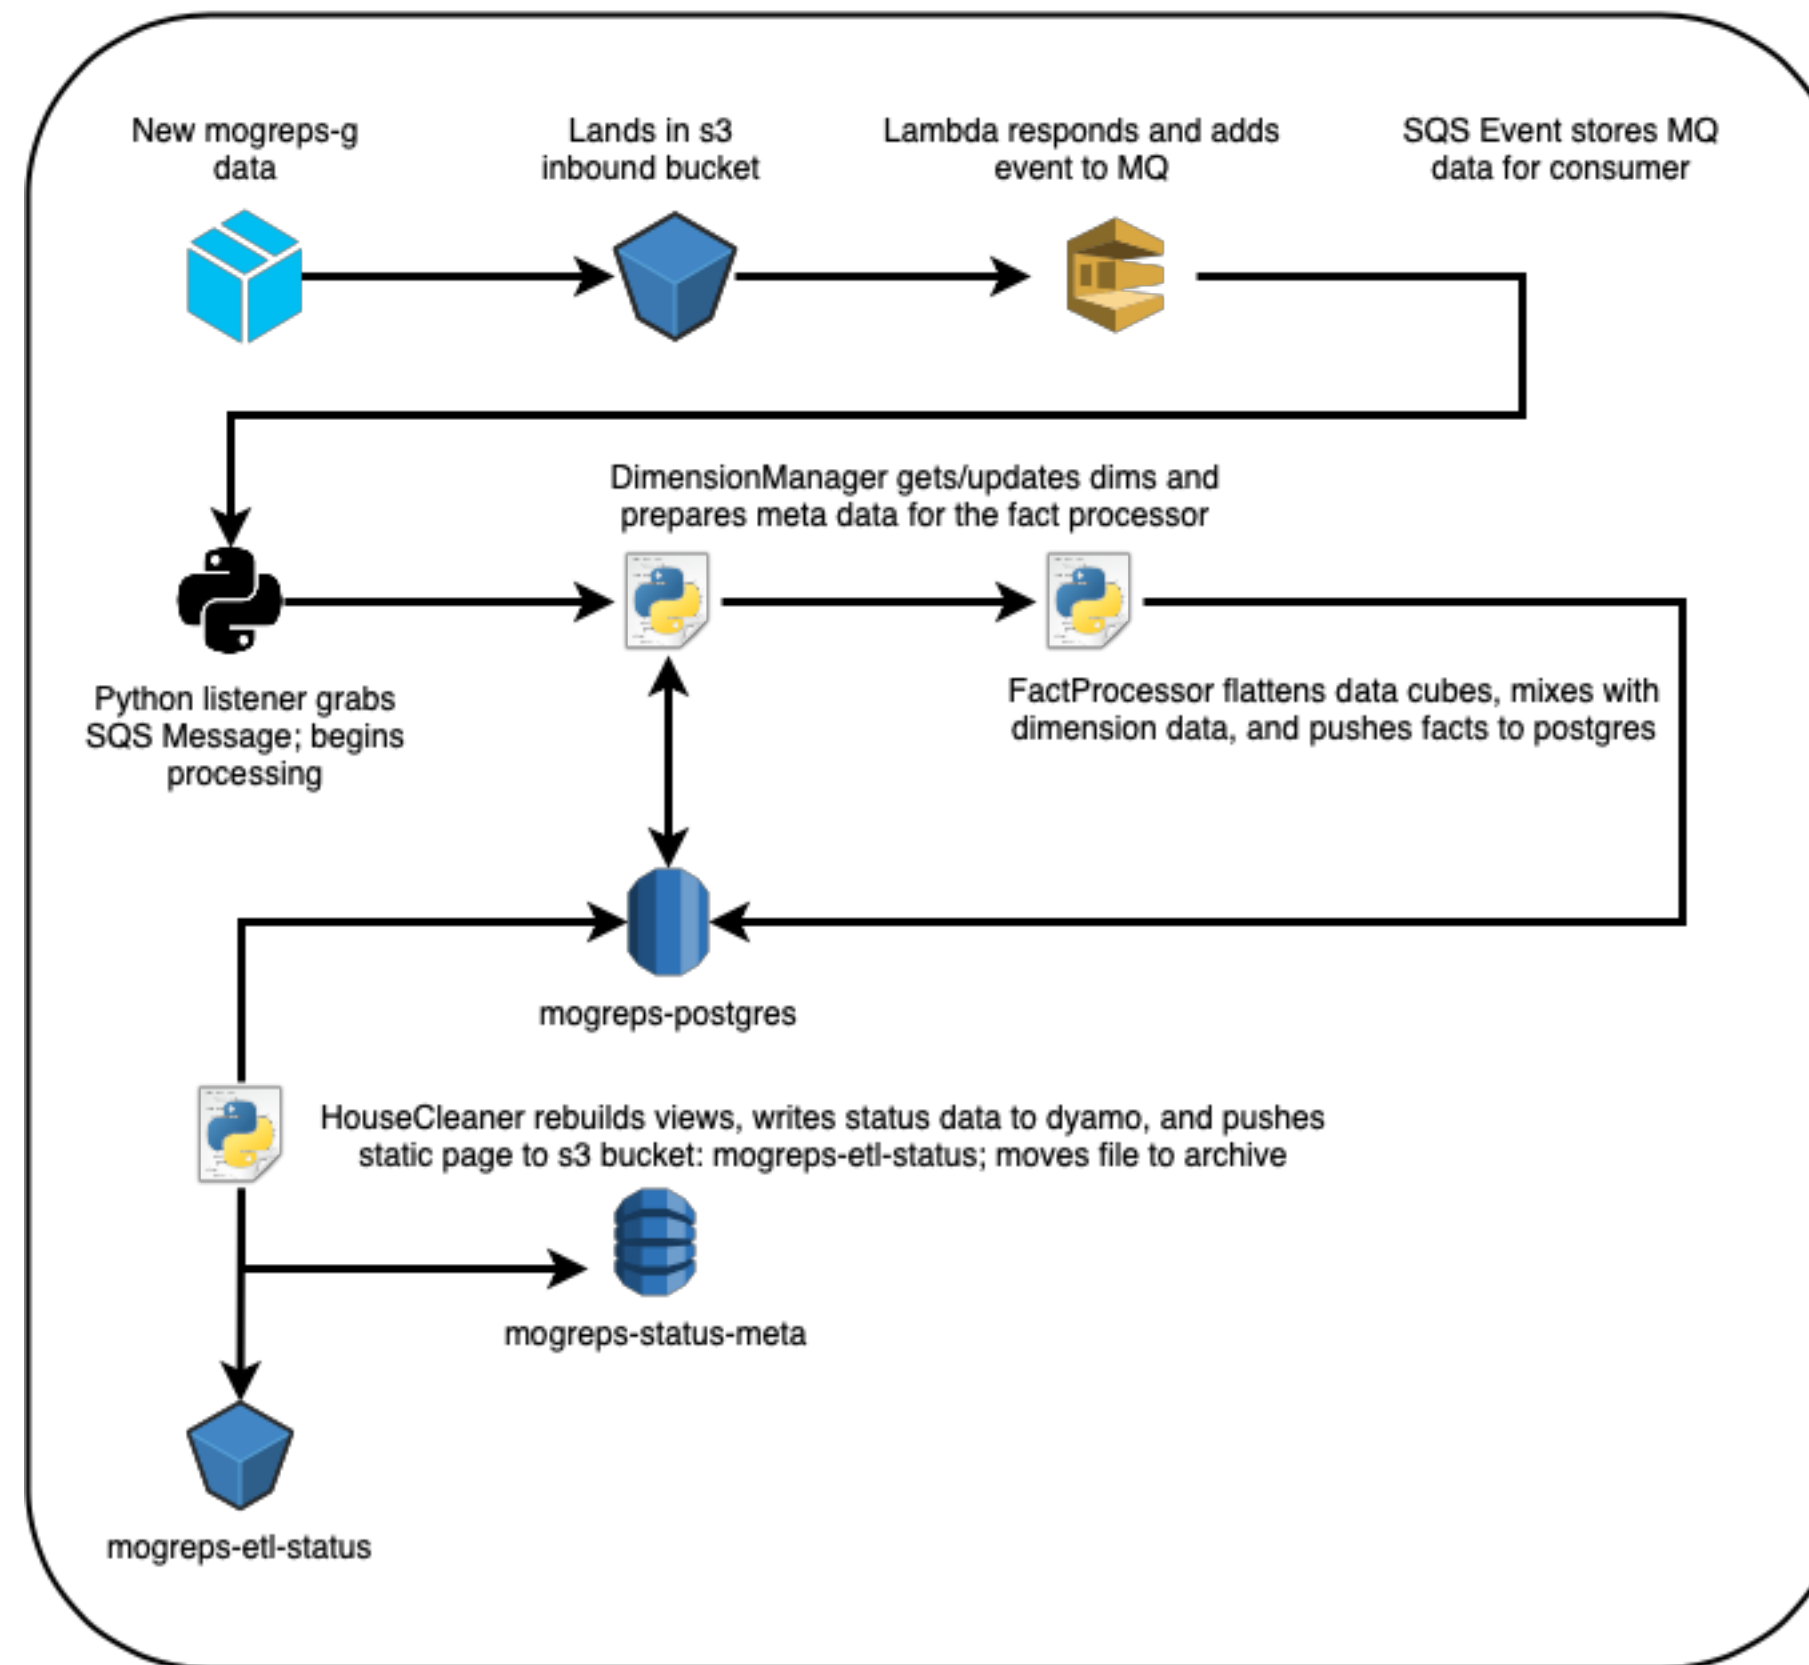 New mogreps-g
data
Lands in s3
inbound bucket
Lambda responds and adds
event to MQ
SQS Event stores MQ
data for consumer
DimensionManager gets/updates dims and
prepares meta data for the fact processor
Python listener grabs
SQS Message; begins
processing
FactProcessor flattens data cubes, mixes with
dimension data, and pushes facts to postgres
mogreps-postgres
HouseCleaner rebuilds views, writes status data to dyamo, and pushes
static page to s3 bucket: mogreps-etl-status; moves file to archive
mogreps-status-meta
mogreps-etl-status